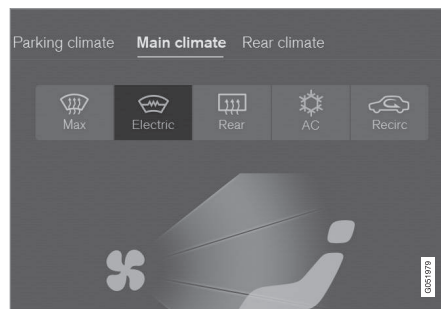 Parking climate Main climate Rear climate
Max Electric Rear AC Recirc
G051979